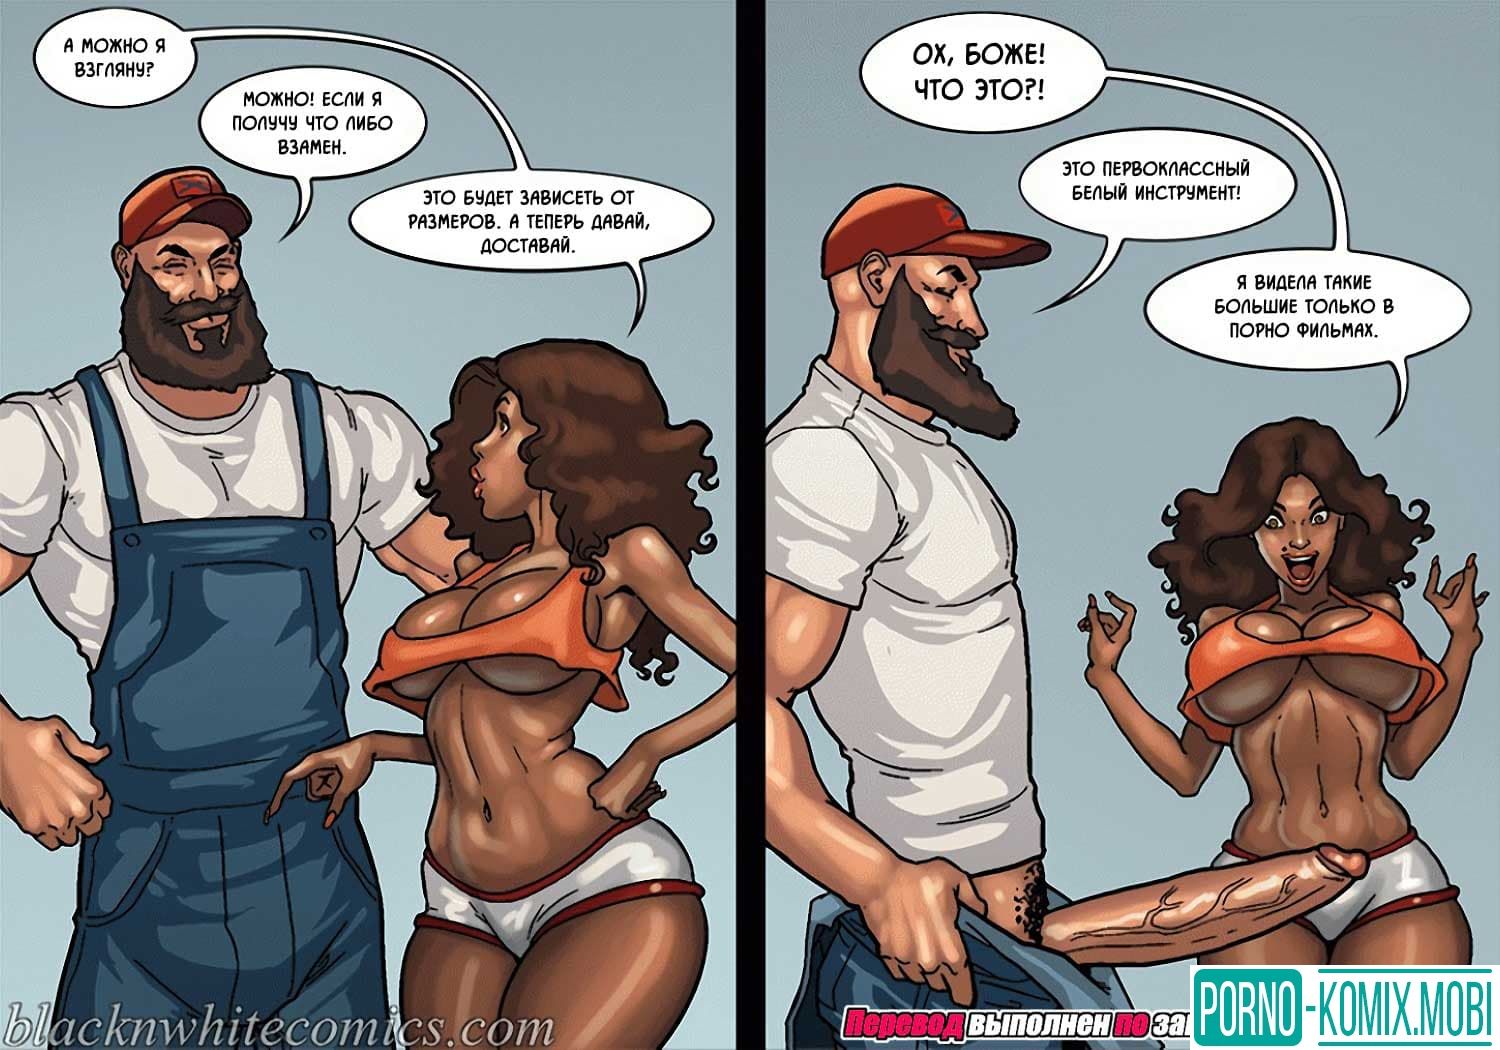 А МОЖНО Я
ВЗГЛЯНУ?
МОЖНО! ЕСЛИ Я
ПОЛУЧУ ЧТО ЛИБО
ВЗАМЕН.
ЭТО БУДЕТ ЗАВИСЕТЬ ОТ
РАЗМЕРОВ. А ТЕПЕРЬ ДАВАЙ,
ДОСТАВАЙ.
ОХ, БОЖЕ!
ЧТО ЭТО?!
ЭТО ПЕРВОКЛАССНЫЙ
БЕЛЫЙ ИНСТРУМЕНТ!
Я ВИДЕЛА ТАКИЕ
БОЛЬШИЕ ТОЛЬКО В
ПОРНО ФИЛЬМАХ.
blacknwhitecomics.com
Перевод выполнен по
PORNO-KOMIX.MOBI